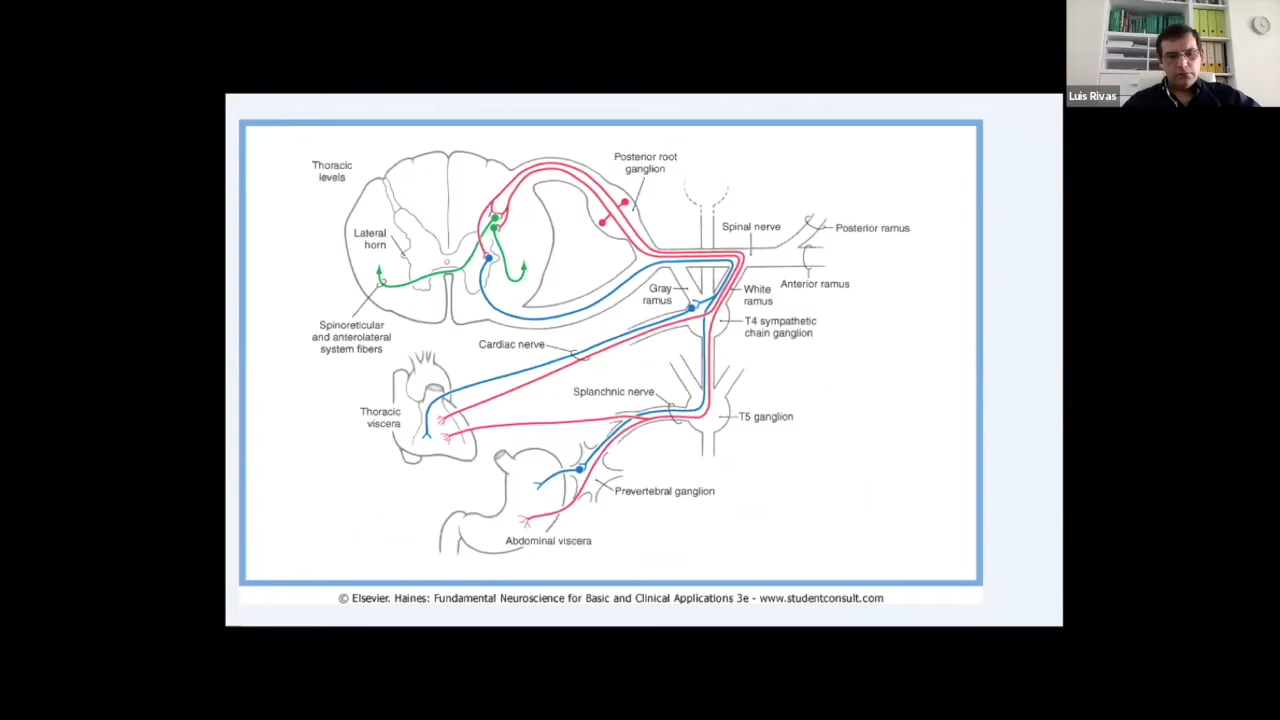 Luis Rivas
Thoracic
levels
Posterior root
ganglion
Lateral
horn
Spinal nerve
Posterior ramus
Gray
ramus
White
ramus
Anterior ramus
Spinoreticular
and anterolateral
system fibers
T4 sympathetic
chain ganglion
Cardiac nerve
Splanchnic nerve
Thoracic
viscera
T5 ganglion
Prevertebral ganglion
Abdominal viscera
© Elsevier. Haines: Fundamental Neuroscience for Basic and Clinical Applications 3e - www.studentconsult.com